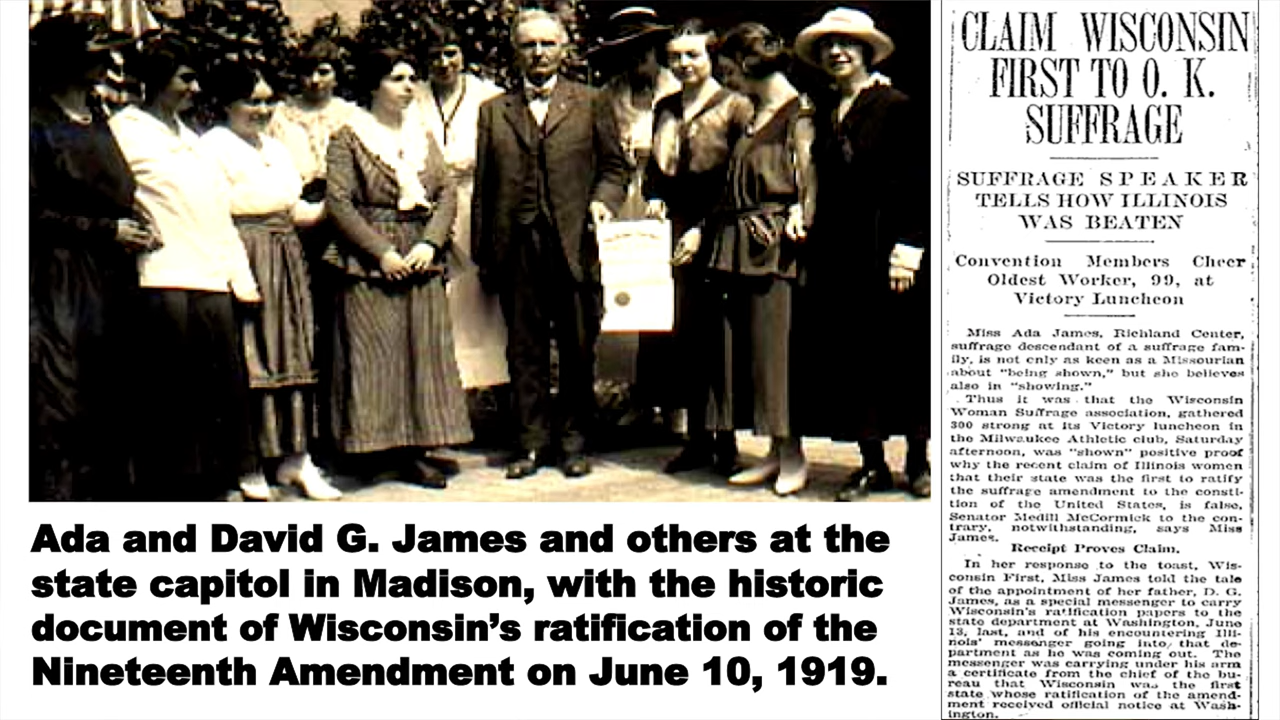 Ada and David G. James and others at the
state capitol in Madison, with the historic
document of Wisconsin's ratification of the
Nineteenth Amendment on June 10, 1919.
CLAIM WISCONSIN
FIRST TO O. K.
SUFFRAGE
SUFFRAGE SPEAKER
TELLS HOW ILLINOIS
WAS BEATEN
Convention Members Cheer
Oldest Worker, 99, at
Victory Luncheon
Miss Ada James, Richland Center,
suffrage descendant of a suffrage fam-
ily, is not only as keen as a Missourian
about "being shown," but she believes
also in "showing."
Thus it was that the Wisconsin
Woman Suffrage association, gathered
300 strong at its Victory luncheon in
the Milwaukee Athletic club, Saturday
afternoon, was "shown" positive proof
why the recent claim of Illinois women
that their state was the first to ratify
the suffrage amendment to the consti-
tion of the United States, is false,
Senator Medill McCormick to the con-
trary, notwithstanding, says Miss
James.
Receipt Proves Claim.
In her response to the toast, Wis-
consin First, Miss James told the tale
of the appointment of her father, D. G.
James, as a special messenger to carry
Wisconsin's ratification papers to the
state department at Washington, June
13, last, and of his encountering Illi-
nois' messenger going into that de-
partment as he was coming out. The
messenger was carrying under his arm
a certificate from the chief of the bu-
reau that Wisconsin was the first
state whose ratification of the amend-
ment received official notice at Wash-
ington.